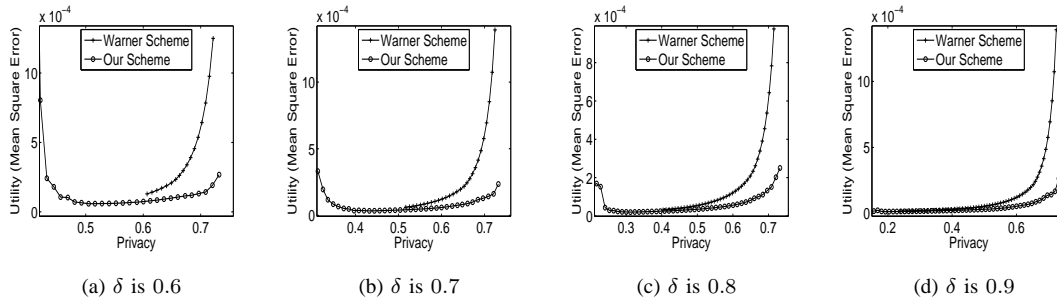 x 10⁻⁴
Utility (Mean Square Error)
10
5
0
Warner Scheme
Our Scheme
0.5 0.6 0.7
Privacy
(a) δ is 0.6
x 10⁻⁴
Utility (Mean Square Error)
10
5
0
Warner Scheme
Our Scheme
0.4 0.5 0.6 0.7
Privacy
(b) δ is 0.7
x 10⁻⁴
Utility (Mean Square Error)
8
6
4
2
0
Warner Scheme
Our Scheme
0.3 0.4 0.5 0.6 0.7
Privacy
(c) δ is 0.8
x 10⁻⁴
Utility (Mean Square Error)
10
5
0
Warner Scheme
Our Scheme
0.2 0.4 0.6
Privacy
(d) δ is 0.9